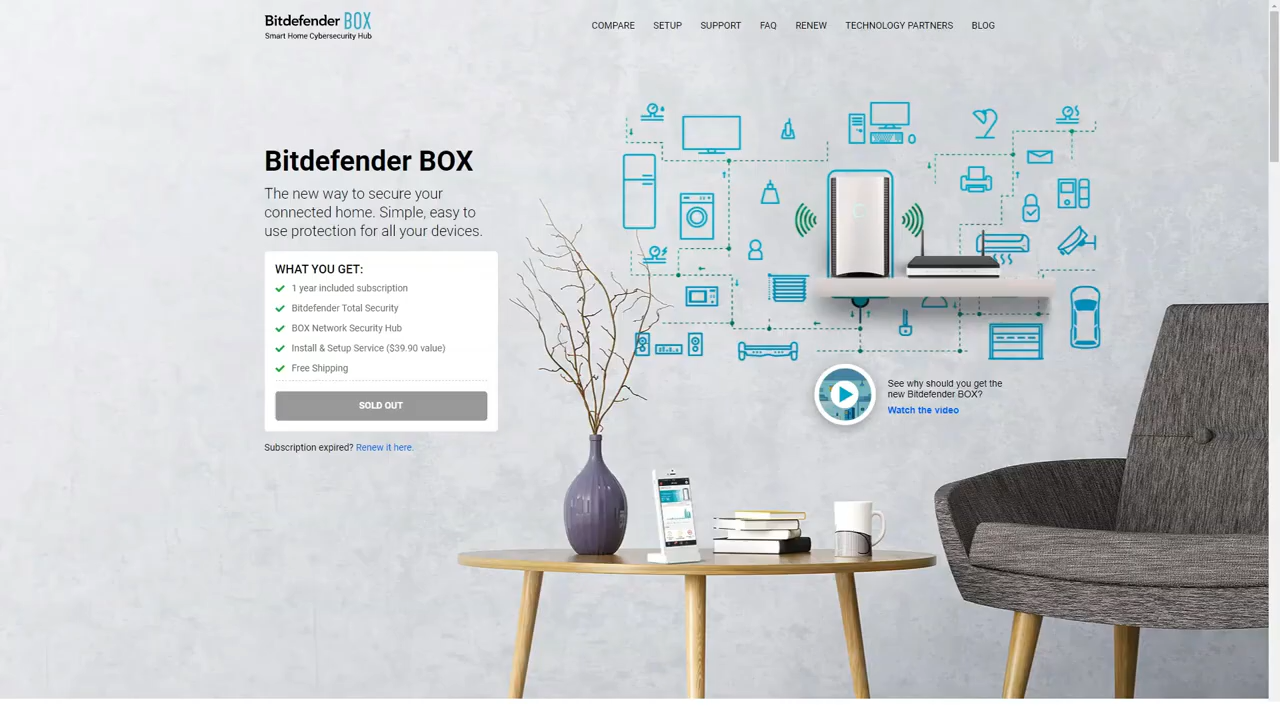 Bitdefender BOX
Smart Home Cybersecurity Hub
COMPARE
SETUP
SUPPORT
FAQ
RENEW
TECHNOLOGY PARTNERS
BLOG
Bitdefender BOX
The new way to secure your
connected home. Simple, easy to
use protection for all your devices.
WHAT YOU GET:
1 year included subscription
Bitdefender Total Security
BOX Network Security Hub
Install & Setup Service ($39.90 value)
Free Shipping
SOLD OUT
Subscription expired? Renew it here.
See why should you get the
new Bitdefender BOX?
Watch the video